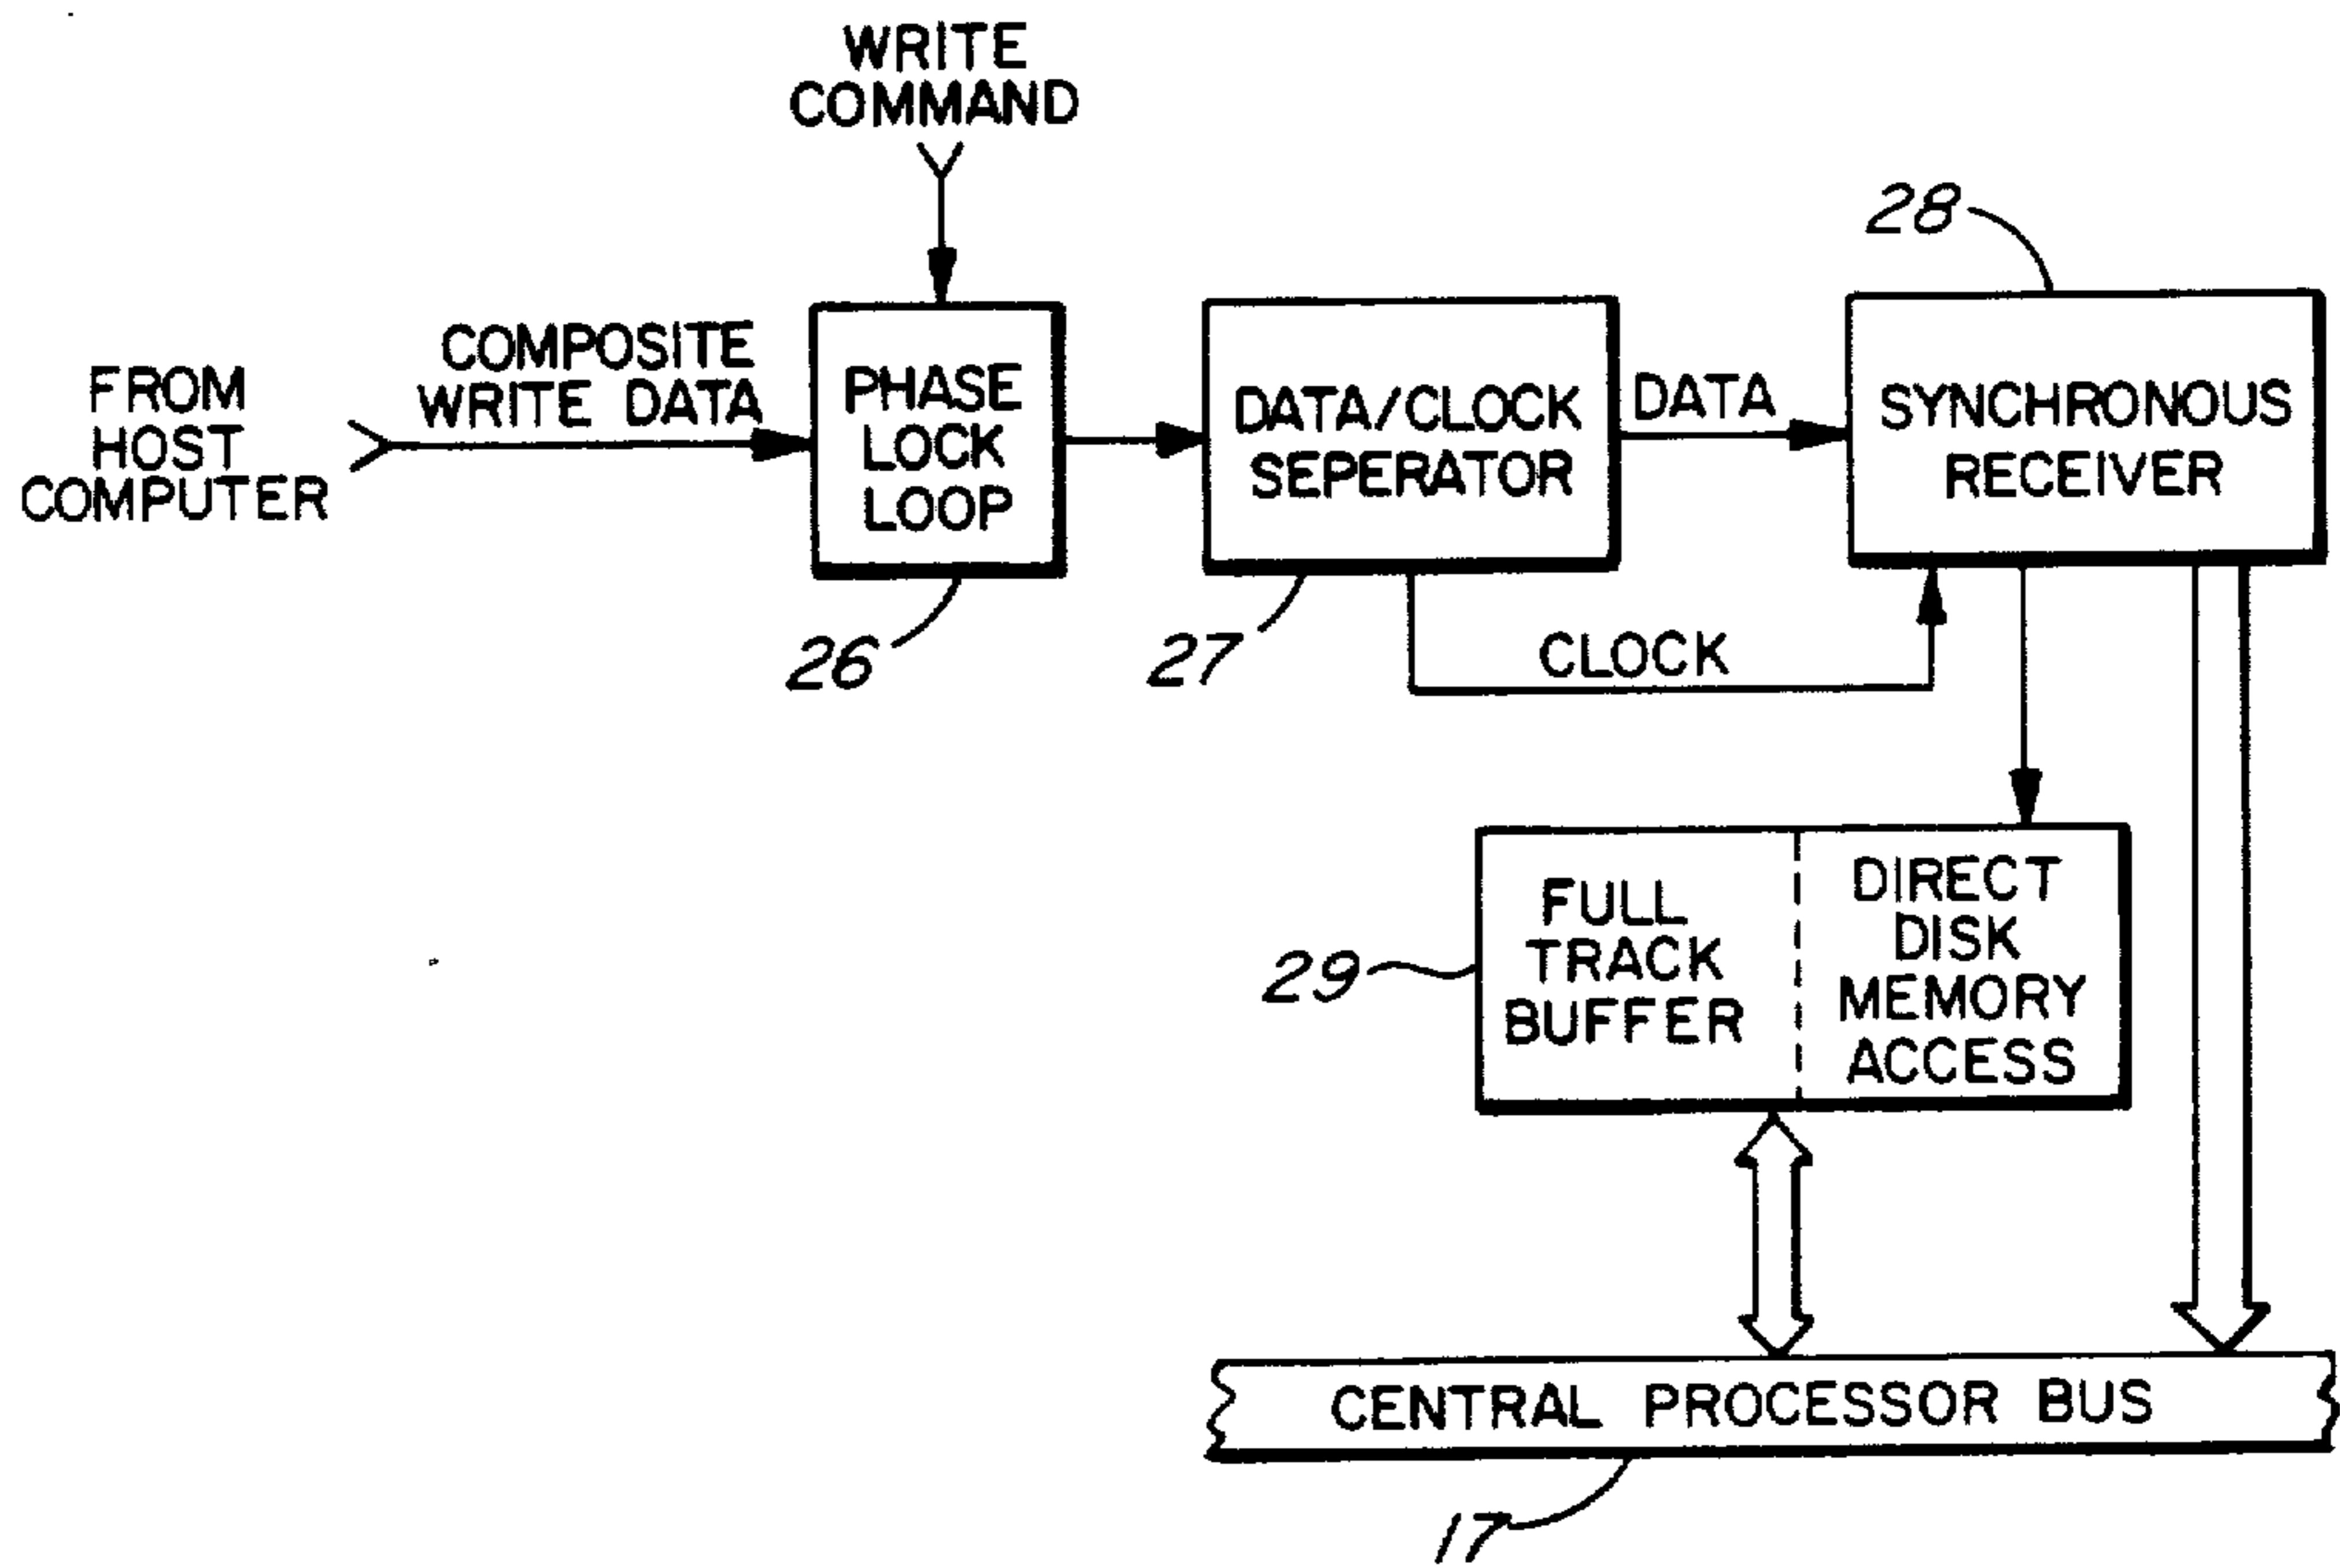 WRITE
COMMAND
28
FROM
HOST
COMPUTER
COMPOSITE
WRITE DATA
PHASE
LOCK
LOOP
DATA/CLOCK
SEPERATOR
DATA
SYNCHRONOUS
RECEIVER
26
27
CLOCK
29
FULL
TRACK
BUFFER
DIRECT
DISK
MEMORY
ACCESS
CENTRAL PROCESSOR BUS
17